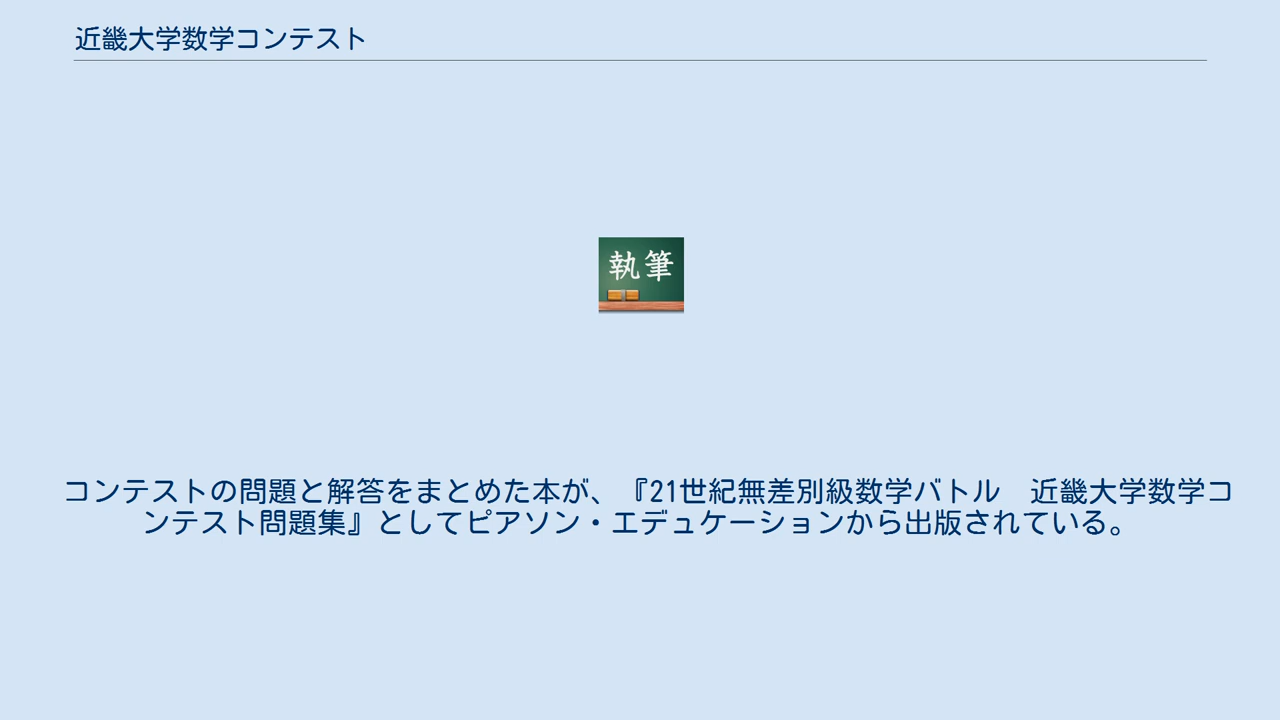 近畿大学数学コンテスト
執筆
コンテストの問題と解答をまとめた本が、『21世紀無差別級数学バトル　近畿大学数学コ
ンテスト問題集』としてピアソン・エデュケーションから出版されている。